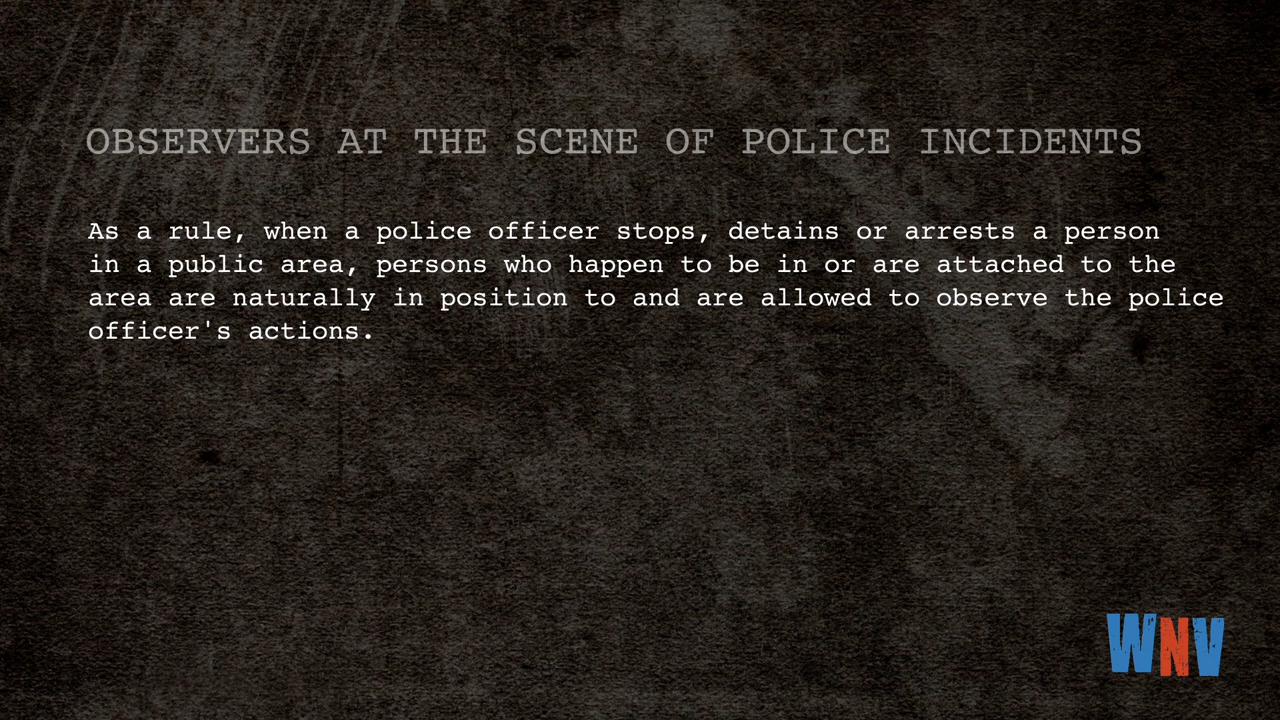 OBSERVERS AT THE SCENE OF POLICE INCIDENTS
As a rule, when a police officer stops, detains or arrests a person
in a public area, persons who happen to be in or are attached to the
area are naturally in position to and are allowed to observe the police
officer's actions.
WNV